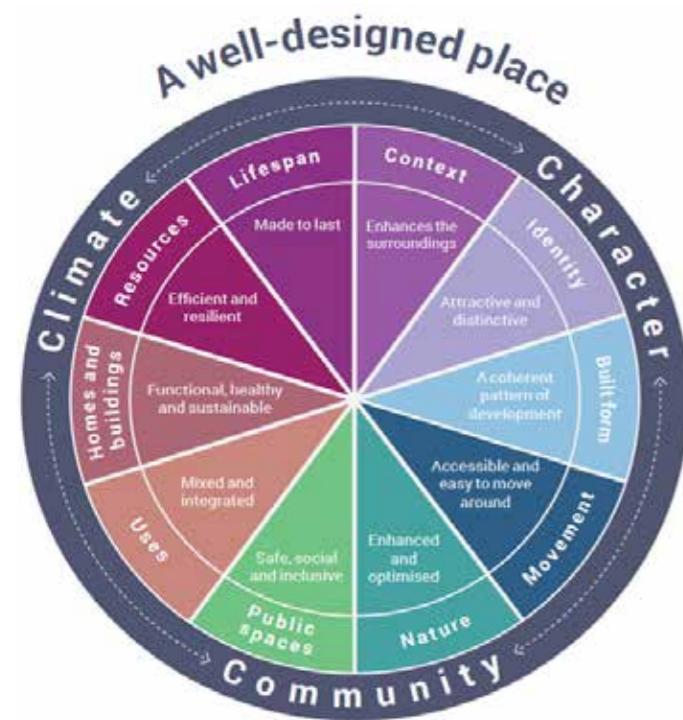 A well-designed place
Climate
Character
Community
Context
Enhances the
surroundings
Identity
Attractive and
distinctive
Built form
A coherent
pattern of
development
Movement
Accessible and
easy to move
around
Nature
Enhanced
and
optimised
Public
spaces
Safe, social
and inclusive
Uses
Mixed and
integrated
Homes and
buildings
Functional, healthy
and sustainable
Resources
Efficient and
resilient
Lifespan
Made to last